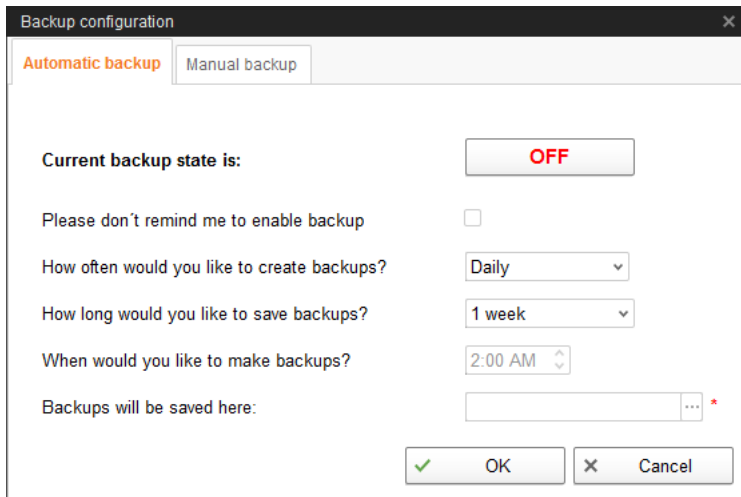 Backup configuration
Automatic backup Manual backup
Current backup state is: OFF
Please don´t remind me to enable backup
How often would you like to create backups? Daily
How long would you like to save backups? 1 week
When would you like to make backups? 2:00 AM
Backups will be saved here: ... *
OK Cancel